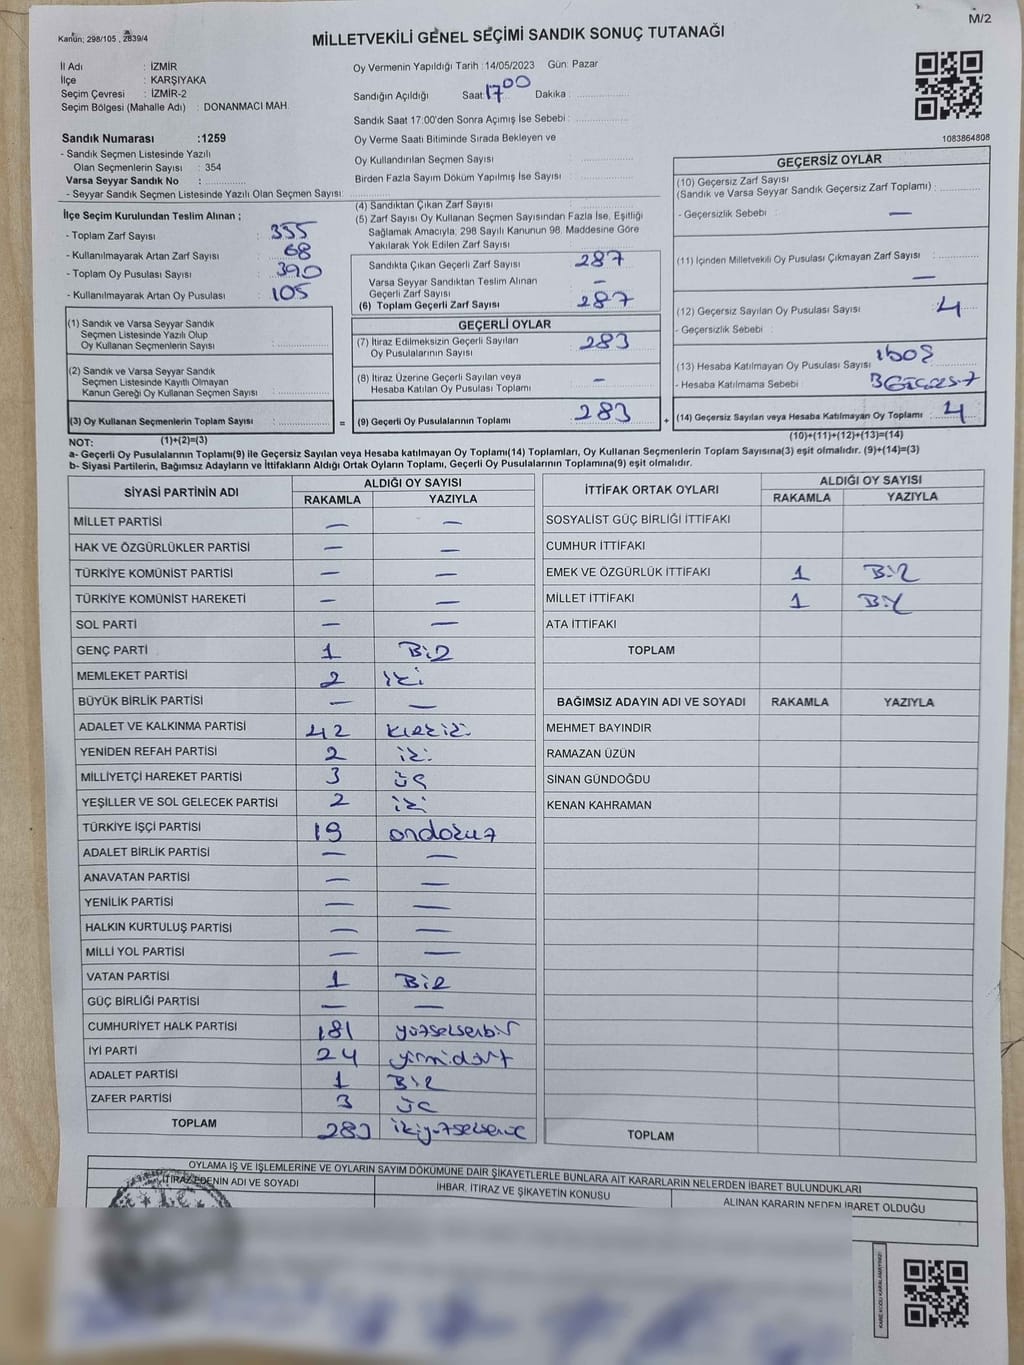 M/2
Kanun; 298/105 , 2839/4
MİLLETVEKİLİ GENEL SEÇİMİ SANDIK SONUÇ TUTANAĞI
İl Adı : İZMİR
İlçe : KARŞIYAKA
Seçim Çevresi : İZMİR-2
Seçim Bölgesi (Mahalle Adı) : DONANMACI MAH.
Oy Vermenin Yapıldığı Tarih :14/05/2023 Gün: Pazar
Sandığın Açıldığı Saat:17 00 Dakika :
Sandık Saat 17:00'den Sonra Açımış İse Sebebi :
Sandık Numarası :1259
- Sandık Seçmen Listesinde Yazılı
Olan Seçmenlerin Sayısı : 354
Varsa Seyyar Sandık No :
- Seyyar Sandık Seçmen Listesinde Yazılı Olan Seçmen Sayısı:
Oy Verme Saati Bitiminde Sırada Bekleyen ve
Oy Kullandırılan Seçmen Sayısı :
Birden Fazla Sayım Döküm Yapılmış İse Sayısı :
1083864808
İlçe Seçim Kurulundan Teslim Alınan ;
- Toplam Zarf Sayısı : 355
- Kullanılmayarak Artan Zarf Sayısı : 68
- Toplam Oy Pusulası Sayısı : 390
- Kullanılmayarak Artan Oy Pusulası : 105
(4) Sandıktan Çıkan Zarf Sayısı :
(5) Zarf Sayısı Oy Kullanan Seçmen Sayısından Fazla İse, Eşitliği
Sağlamak Amacıyla, 298 Sayılı Kanunun 98. Maddesine Göre
Yakılarak Yok Edilen Zarf Sayısı :
Sandıkta Çıkan Geçerli Zarf Sayısı : 287
Varsa Seyyar Sandıktan Teslim Alınan
Geçerli Zarf Sayısı : —
(6) Toplam Geçerli Zarf Sayısı : 287
GEÇERSİZ OYLAR
(10) Geçersiz Zarf Sayısı
(Sandık ve Varsa Seyyar Sandık Geçersiz Zarf Toplamı) :
- Geçersizlik Sebebi : —
(11) İçinden Milletvekili Oy Pusulası Çıkmayan Zarf Sayısı : —
(12) Geçersiz Sayılan Oy Pusulası Sayısı : 4
- Geçersizlik Sebebi :
(13) Hesaba Katılmayan Oy Pusulası Sayısı
- Hesaba Katılmama Sebebi :
(14) Geçersiz Sayılan veya Hesaba Katılmayan Oy Toplamı : 4
(10)+(11)+(12)+(13)=(14)
(1) Sandık ve Varsa Seyyar Sandık
Seçmen Listesinde Yazılı Olup
Oy Kullanan Seçmenlerin Sayısı :
(2) Sandık ve Varsa Seyyar Sandık
Seçmen Listesinde Kayıtlı Olmayan
Kanun Gereği Oy Kullanan Seçmen Sayısı :
(3) Oy Kullanan Seçmenlerin Toplam Sayısı :
(1)+(2)=(3)
=
GEÇERLİ OYLAR
(7) İtiraz Edilmeksizin Geçerli Sayılan
Oy Pusulalarının Sayısı : 283
(8) İtiraz Üzerine Geçerli Sayılan veya
Hesaba Katılan Oy Pusulası Toplamı : —
(9) Geçerli Oy Pusulalarının Toplamı : 283
+
NOT:
a- Geçerli Oy Pusulalarının Toplamı(9) ile Geçersiz Sayılan veya Hesaba katılmayan Oy Toplamı(14) Toplamları, Oy Kullanan Seçmenlerin Toplam Sayısına(3) eşit olmalıdır. (9)+(14)=(3)
b- Siyasi Partilerin, Bağımsız Adayların ve İttifakların Aldığı Ortak Oyların Toplamı, Geçerli Oy Pusulalarının Toplamına(9) eşit olmalıdır.
SİYASİ PARTİNİN ADI ALDIĞI OY SAYISI
RAKAMLA YAZIYLA
MİLLET PARTİSİ — —
HAK VE ÖZGÜRLÜKLER PARTİSİ — —
TÜRKİYE KOMÜNİST PARTİSİ — —
TÜRKİYE KOMÜNİST HAREKETİ — —
SOL PARTİ — —
GENÇ PARTİ 1 Bir
MEMLEKET PARTİSİ 2 iki
BÜYÜK BİRLİK PARTİSİ — —
ADALET VE KALKINMA PARTİSİ 42 kırkiki
YENİDEN REFAH PARTİSİ 2 iki
MİLLİYETÇİ HAREKET PARTİSİ 3 üç
YEŞİLLER VE SOL GELECEK PARTİSİ 2 iki
TÜRKİYE İŞÇİ PARTİSİ 19 ondokuz
ADALET BİRLİK PARTİSİ — —
ANAVATAN PARTİSİ — —
YENİLİK PARTİSİ — —
HALKIN KURTULUŞ PARTİSİ — —
MİLLİ YOL PARTİSİ — —
VATAN PARTİSİ 1 Bir
GÜÇ BİRLİĞİ PARTİSİ — —
CUMHURİYET HALK PARTİSİ 181 yüzseksenbir
İYİ PARTİ 24 yirmidört
ADALET PARTİSİ 1 Bir
ZAFER PARTİSİ 3 üç
TOPLAM 283 ikiyüzseksenüç
İTTİFAK ORTAK OYLARI ALDIĞI OY SAYISI
RAKAMLA YAZIYLA
SOSYALİST GÜÇ BİRLİĞİ İTTİFAKI
CUMHUR İTTİFAKI
EMEK VE ÖZGÜRLÜK İTTİFAKI 1 Bir
MİLLET İTTİFAKI 1 Bir
ATA İTTİFAKI
TOPLAM
BAĞIMSIZ ADAYIN ADI VE SOYADI RAKAMLA YAZIYLA
MEHMET BAYINDIR
RAMAZAN ÜZÜN
SİNAN GÜNDOĞDU
KENAN KAHRAMAN
TOPLAM
OYLAMA İŞ VE İŞLEMLERİNE VE OYLARIN SAYIM DÖKÜMÜNE DAİR ŞİKAYETLERLE BUNLARA AİT KARARLARIN NELERDEN İBARET BULUNDUKLARI
İTİRAZ EDENİN ADI VE SOYADI
İHBAR, İTİRAZ VE ŞİKAYETİN KONUSU
ALINAN KARARIN NEDEN İBARET OLDUĞU